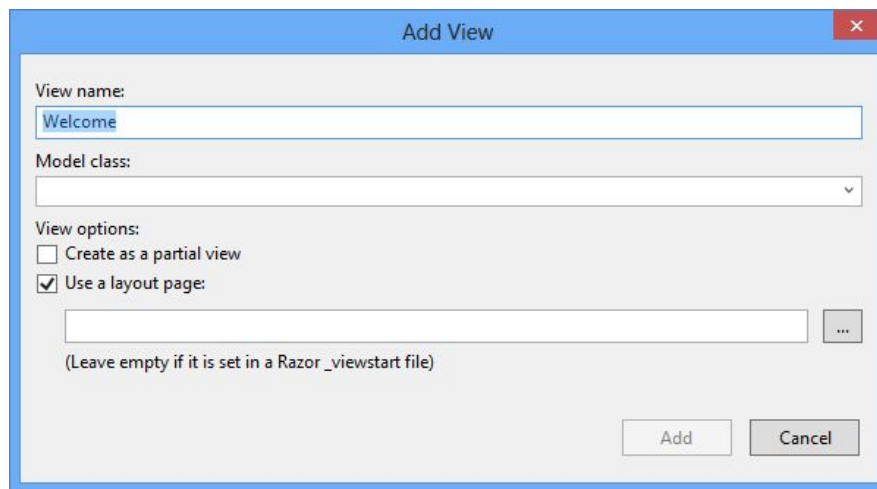 Add View
View name:
Welcome
Model class:
View options:
Create as a partial view
Use a layout page:
...
(Leave empty if it is set in a Razor _viewstart file)
Add Cancel